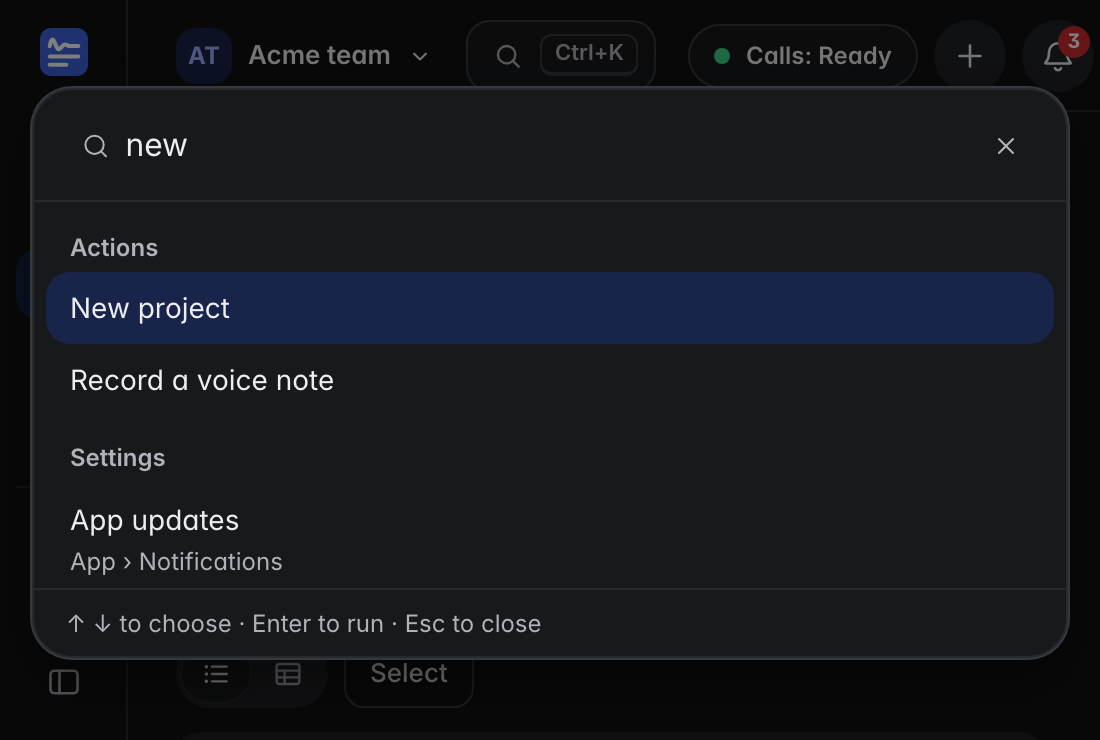 AT Acme team Ctrl+K Calls: Ready 3
new
Actions
New project
Record a voice note
Settings
App updates
App › Notifications
↑ ↓ to choose · Enter to run · Esc to close
Select